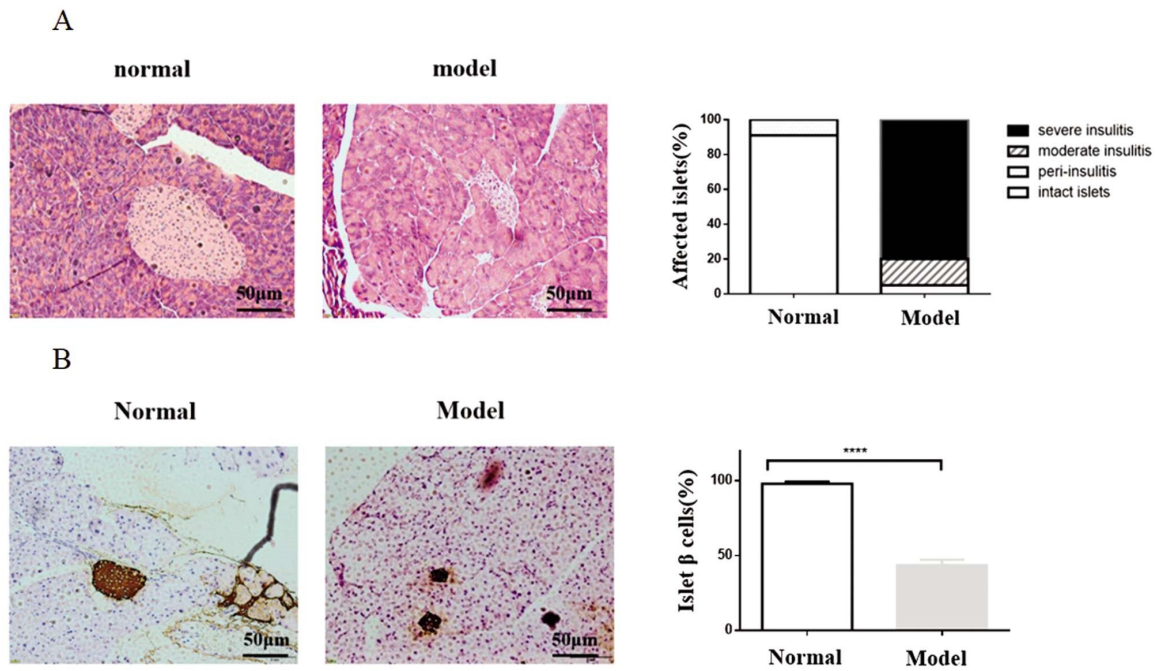 A
normal
model
50μm
50μm
Affected islets(%)
100
80
60
40
20
0
Normal
Model
severe insulitis
moderate insulitis
peri-insulitis
intact islets
B
Normal
Model
50μm
50μm
Islet β cells(%)
100
50
0
****
Normal
Model